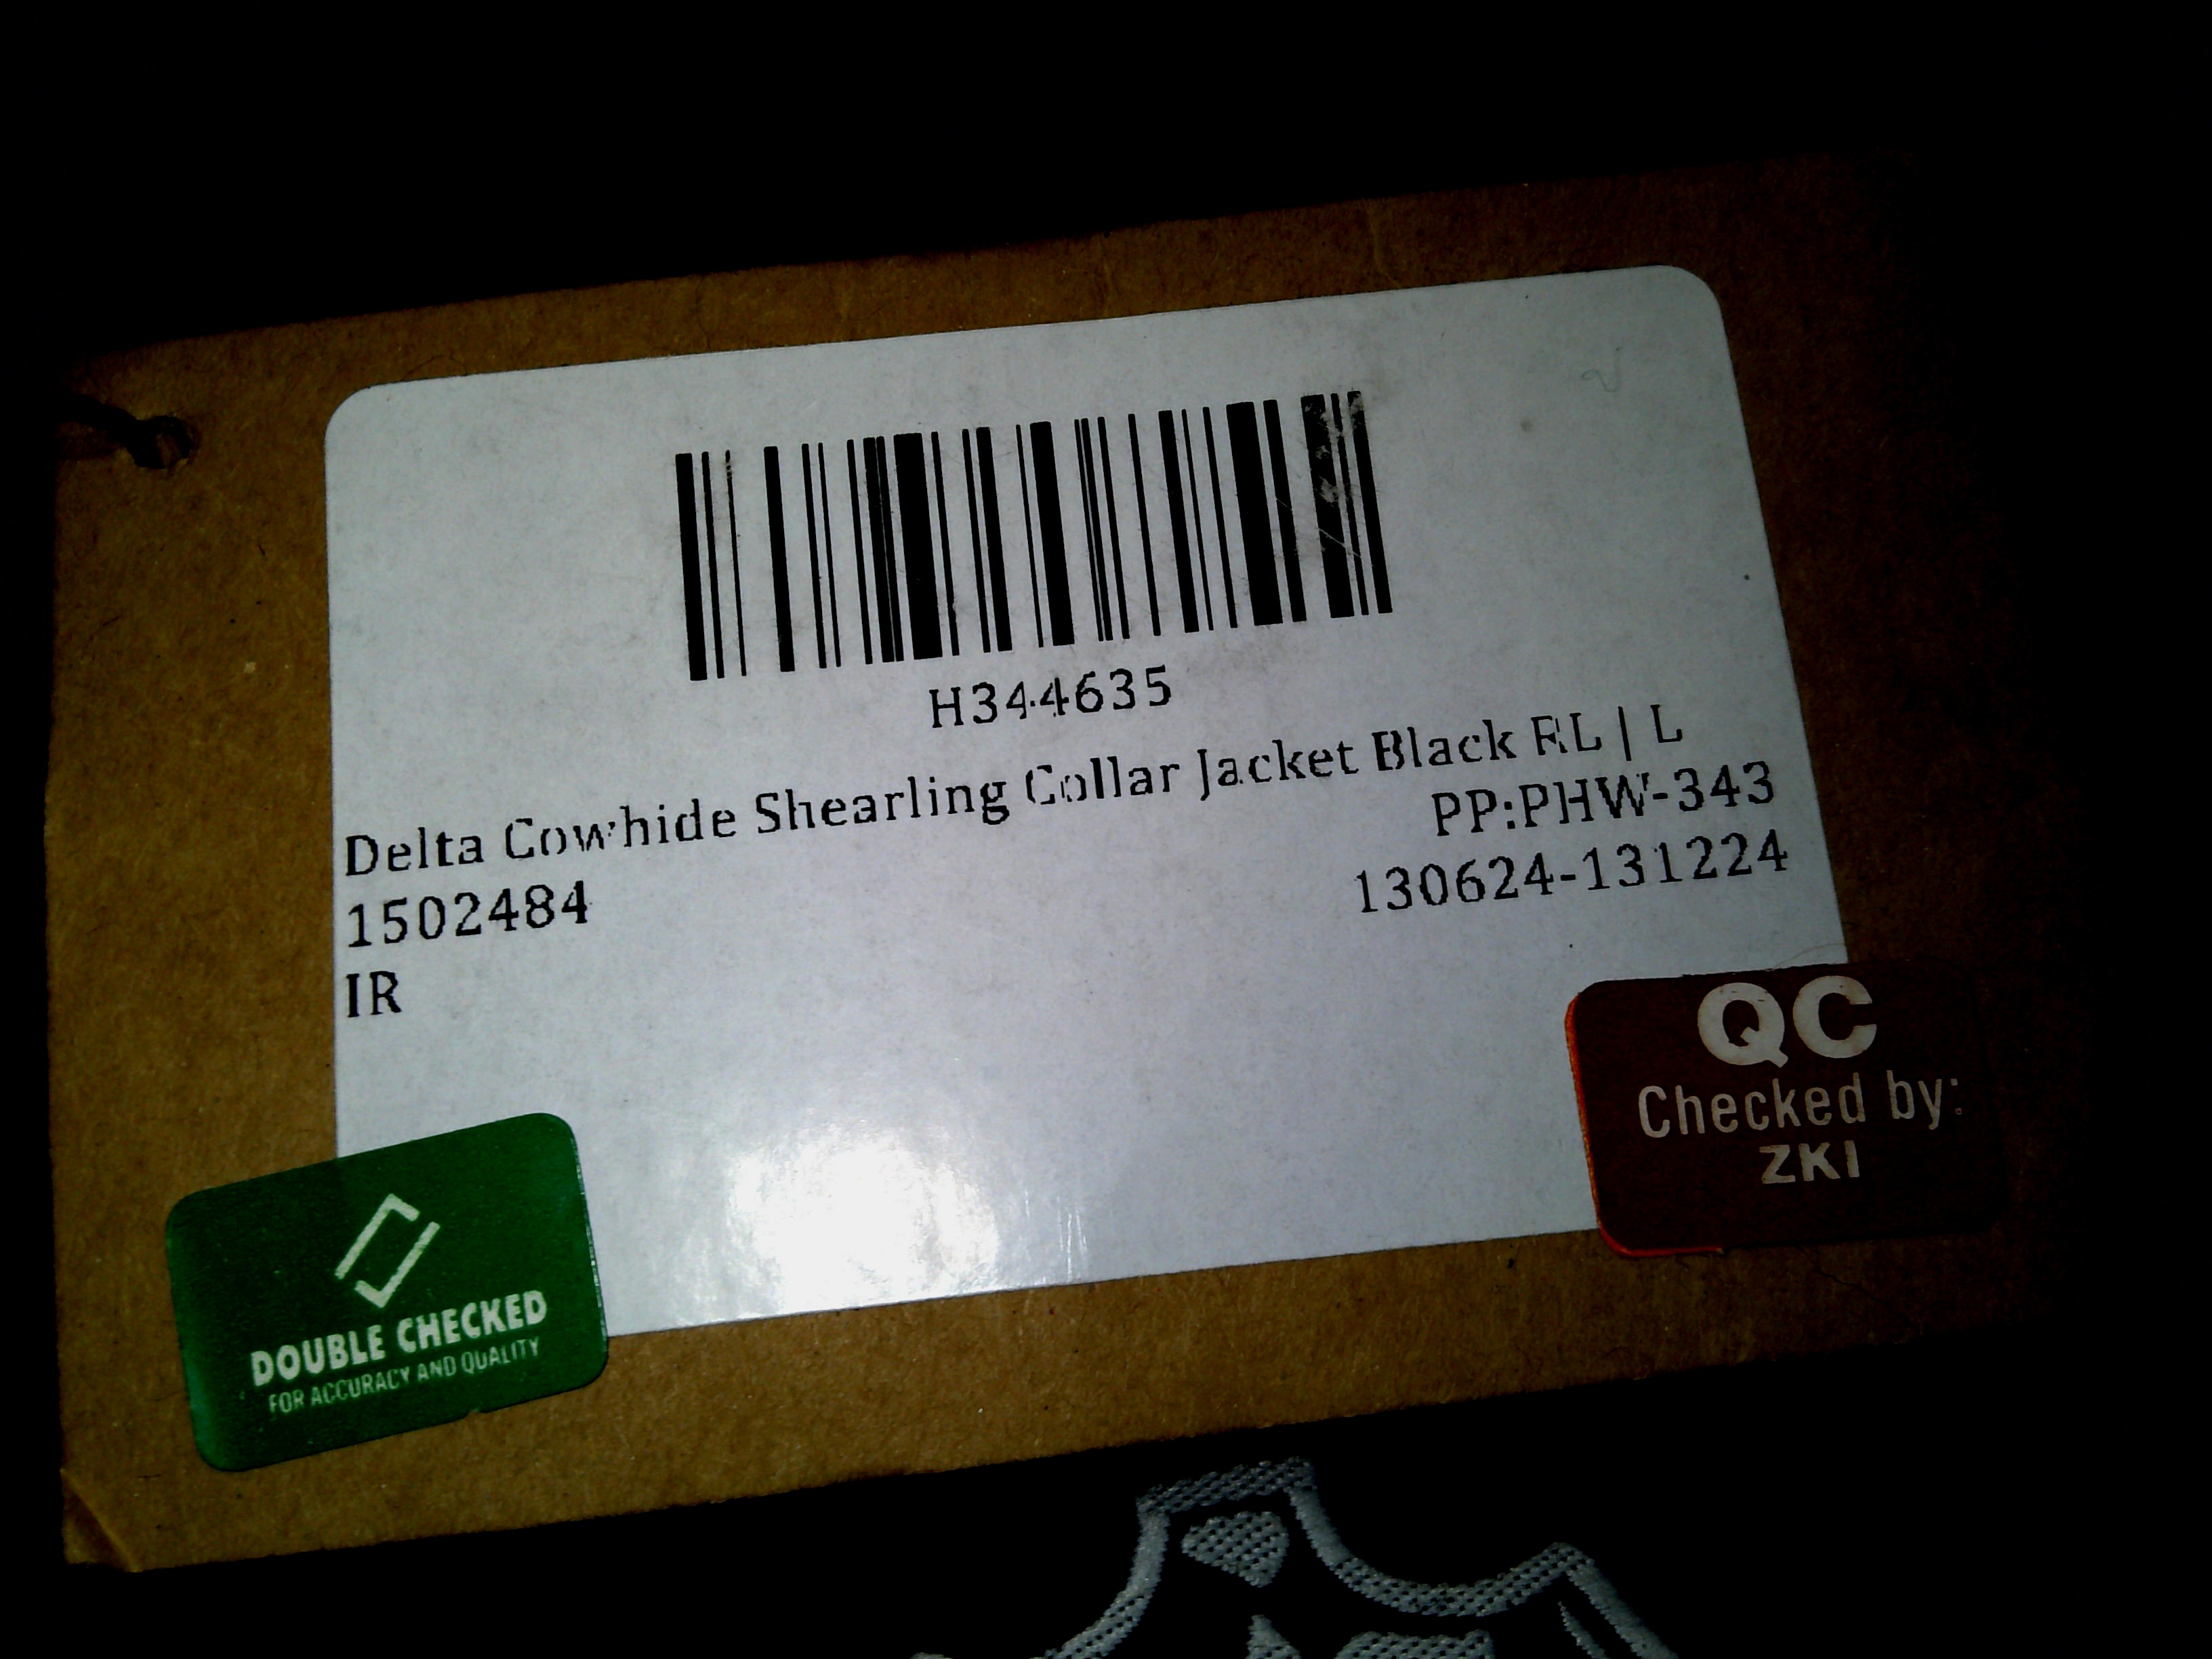 H344635
Delta Cowhide Shearling Collar Jacket Black RL | L
PP:PHW-343
1502484
130624-131224
IR
QC
Checked by:
ZKI
DOUBLE CHECKED
FOR ACCURACY AND QUALITY